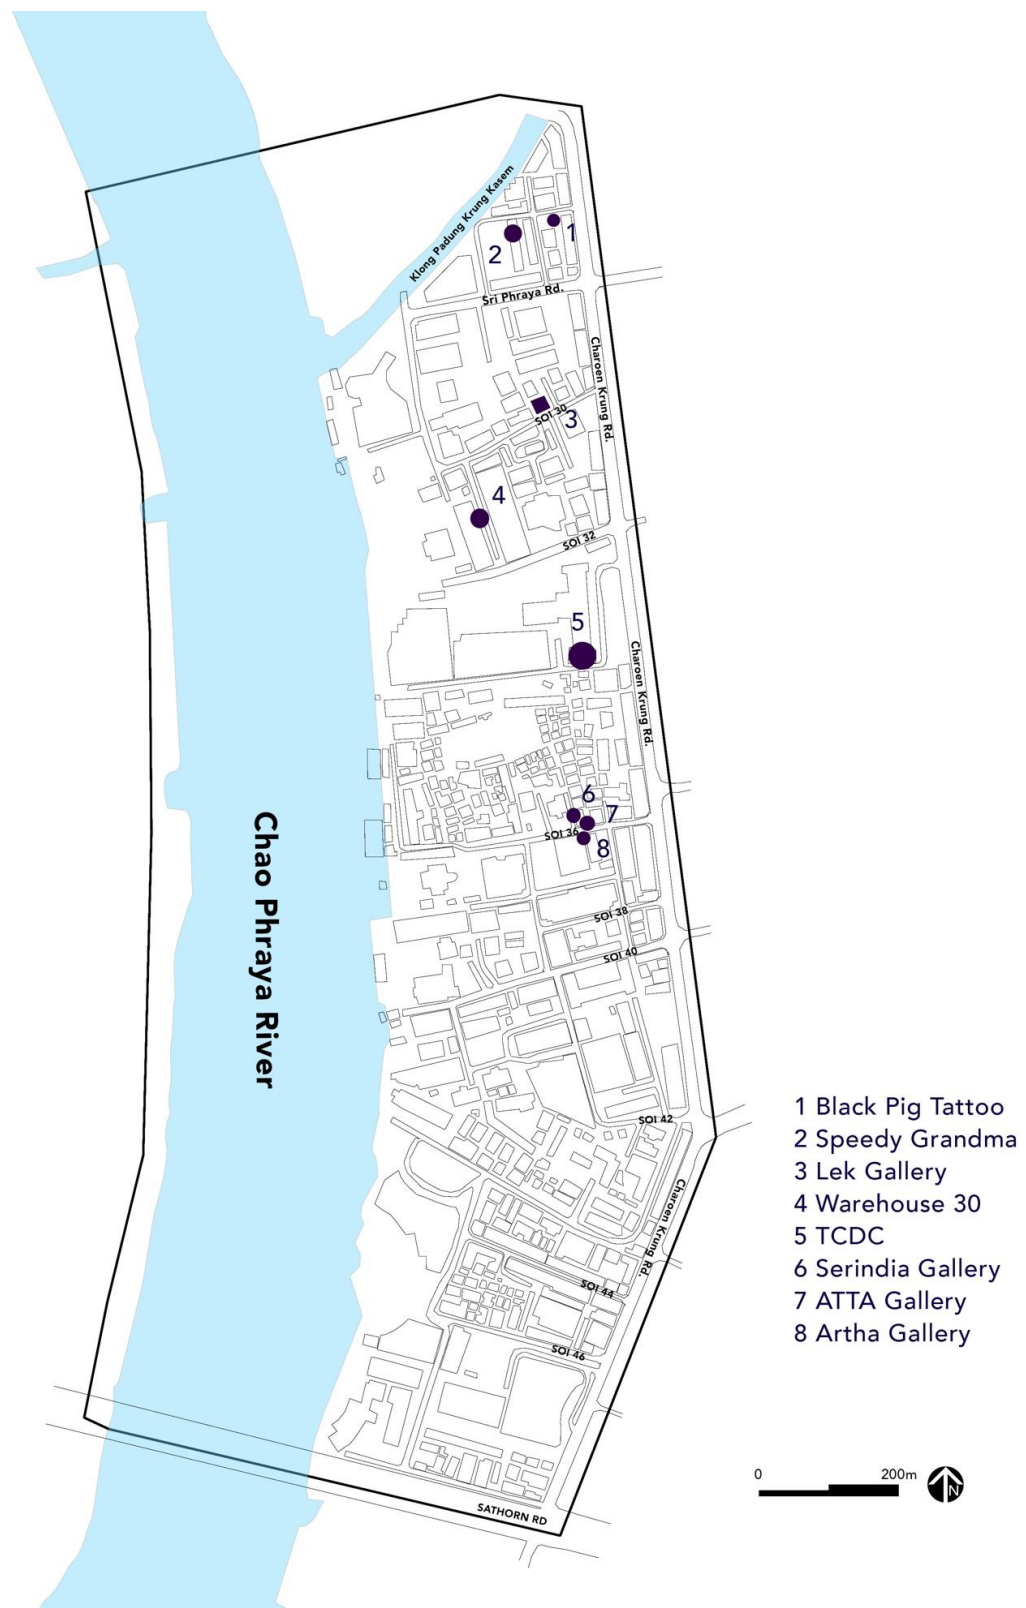 Klong Padung Krung Kasem
1
2
Sri Phraya Rd.
Charoen Krung Rd.
SOI 30
3
4
SOI 32
5
Charoen Krung Rd.
6
7
SOI 36
8
Chao Phraya River
SOI 38
SOI 40
SOI 42
Charoen Krung Rd.
SOI 44
SOI 46
SATHORN RD
1 Black Pig Tattoo
2 Speedy Grandma
3 Lek Gallery
4 Warehouse 30
5 TCDC
6 Serindia Gallery
7 ATTA Gallery
8 Artha Gallery
0 200m
N